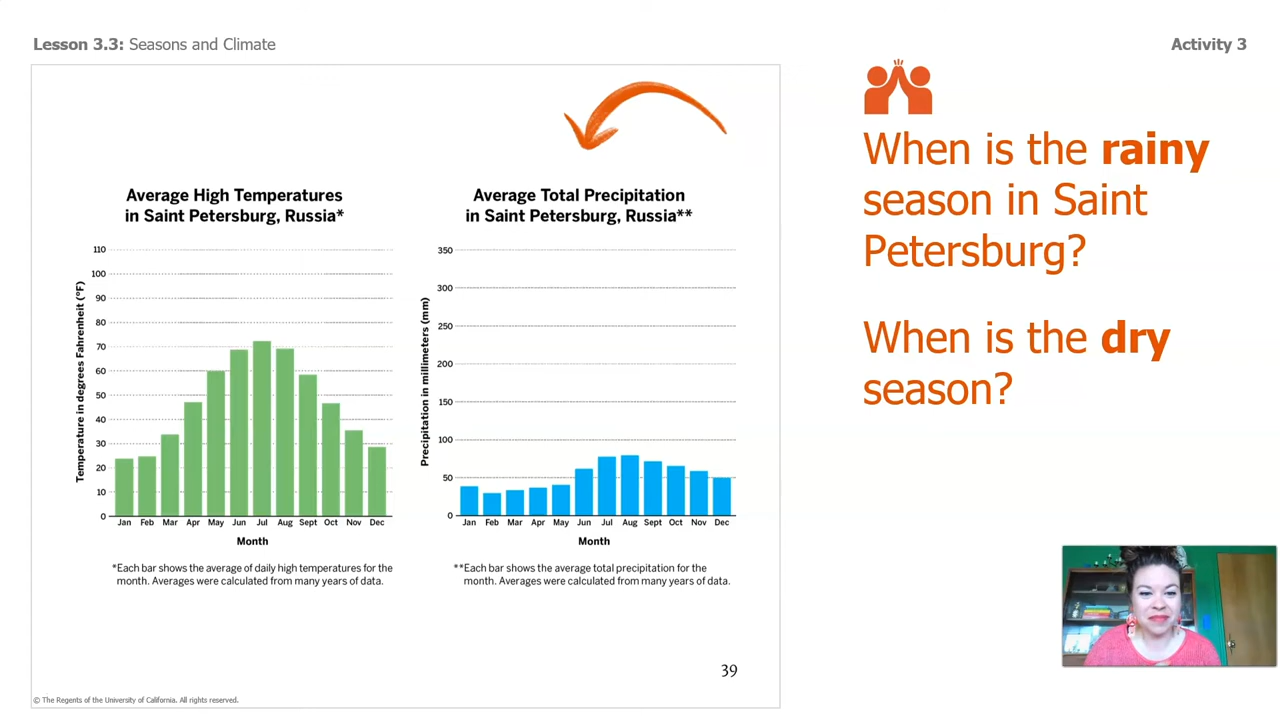 Lesson 3.3: Seasons and Climate
Activity 3
Average High Temperatures
in Saint Petersburg, Russia*
Temperature in degrees Fahrenheit (°F)
110
100
90
80
70
60
50
40
30
20
10
0
Jan Feb Mar Apr May Jun Jul Aug Sept Oct Nov Dec
Month
*Each bar shows the average of daily high temperatures for the
month. Averages were calculated from many years of data.
Average Total Precipitation
in Saint Petersburg, Russia**
Precipitation in millimeters (mm)
350
300
250
200
150
100
50
0
Jan Feb Mar Apr May Jun Jul Aug Sept Oct Nov Dec
Month
**Each bar shows the average total precipitation for the
month. Averages were calculated from many years of data.
39
When is the rainy
season in Saint
Petersburg?
When is the dry
season?
© The Regents of the University of California. All rights reserved.